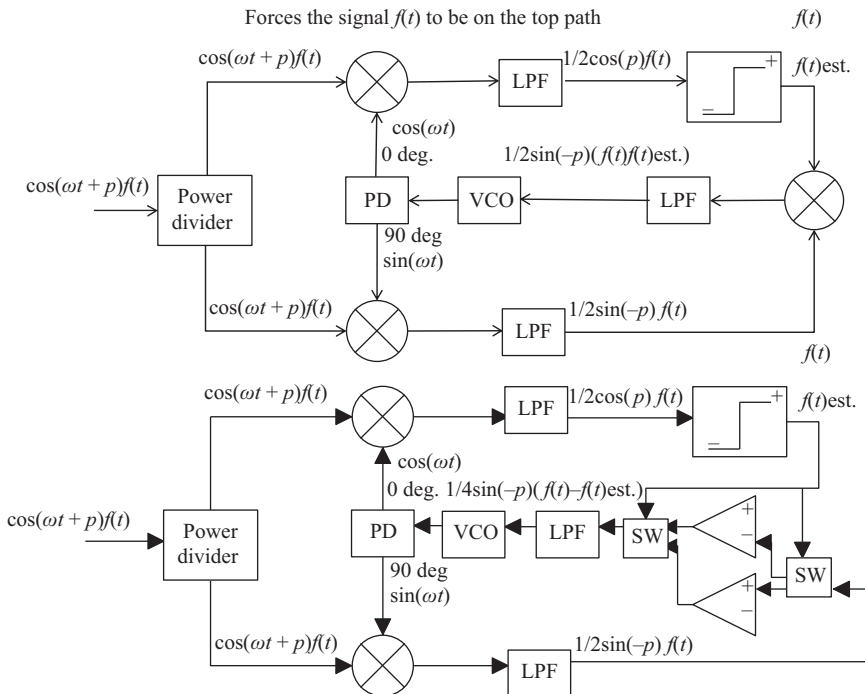 Forces the signal f(t) to be on the top path
f(t)
cos(ωt + p)f(t)
LPF
1/2cos(p)f(t)
+
−
f(t)est.
cos(ωt)
0 deg.
1/2sin(–p)(f(t)f(t)est.)
cos(ωt + p)f(t)
Power
divider
PD
VCO
LPF
90 deg
sin(ωt)
cos(ωt + p)f(t)
LPF
1/2sin(–p) f(t)
f(t)
cos(ωt + p)f(t)
LPF
1/2cos(p) f(t)
+
−
f(t)est.
cos(ωt)
0 deg. 1/4sin(–p)(f(t)–f(t)est.)
cos(ωt + p)f(t)
Power
divider
PD
VCO
LPF
SW
+
−
SW
+
−
90 deg
sin(ωt)
cos(ωt + p)f(t)
LPF
1/2sin(–p) f(t)